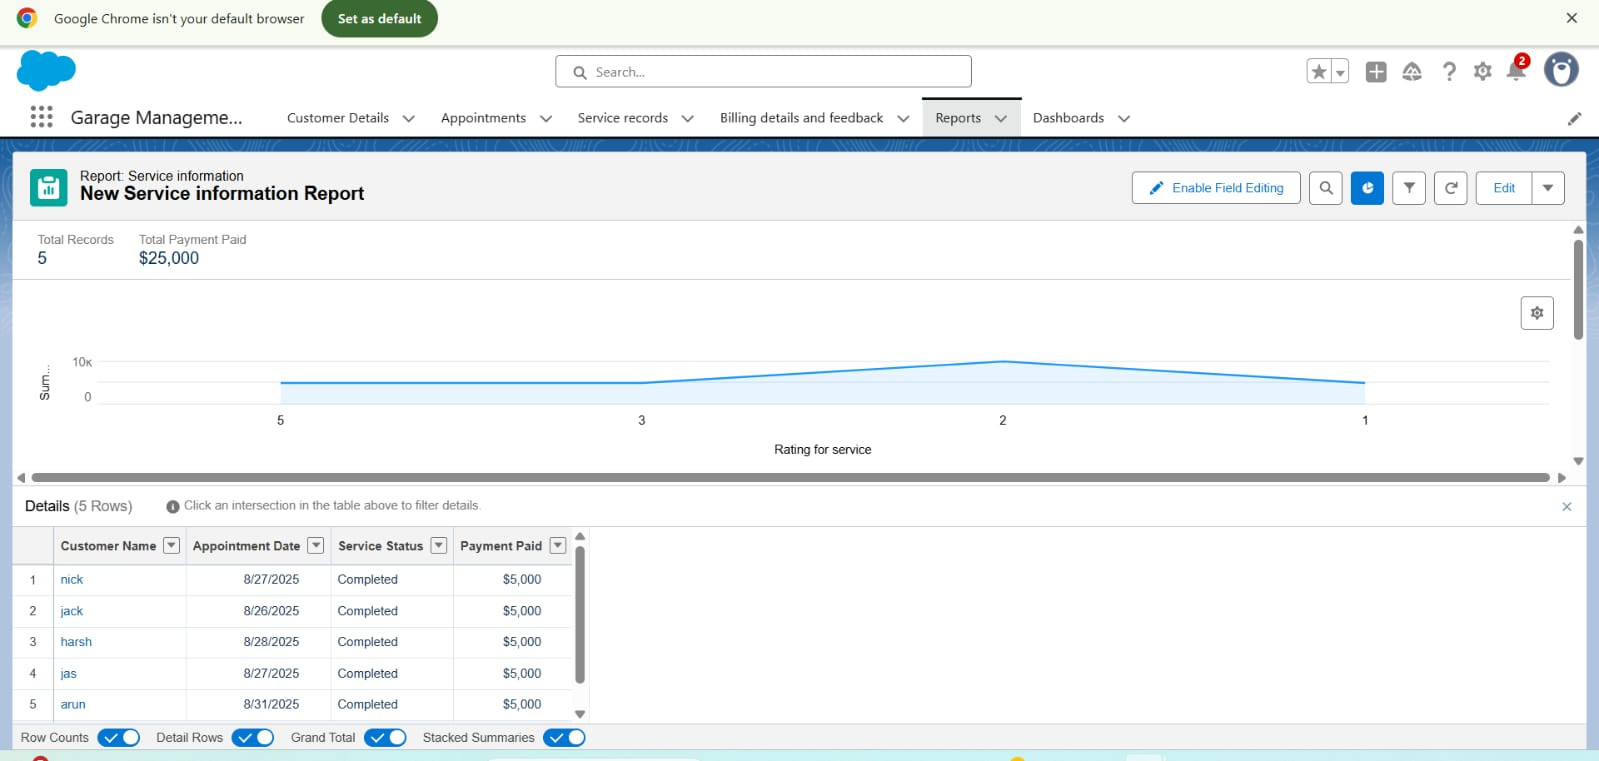 Google Chrome isn't your default browser Set as default
Search...
2
Garage Manageme... Customer Details Appointments Service records Billing details and feedback Reports Dashboards
Report: Service information
New Service information Report
Enable Field Editing Edit
Total Records Total Payment Paid
5 $25,000
Sum...
10K
0
5 3 2 1
Rating for service
Details (5 Rows) Click an intersection in the table above to filter details.
Customer Name Appointment Date Service Status Payment Paid
1 nick 8/27/2025 Completed $5,000
2 jack 8/26/2025 Completed $5,000
3 harsh 8/28/2025 Completed $5,000
4 jas 8/27/2025 Completed $5,000
5 arun 8/31/2025 Completed $5,000
Row Counts Detail Rows Grand Total Stacked Summaries